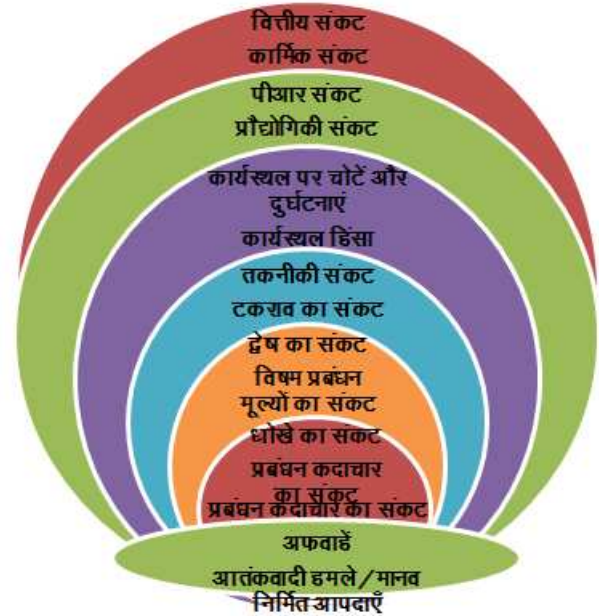 वित्तीय संकट
कार्मिक संकट
पीआर संकट
प्रौद्योगिकी संकट
कार्यस्थल पर चोटें और
दुर्घटनाएं
कार्यस्थल हिंसा
तकनीकी संकट
टकराव का संकट
द्वेष का संकट
विषम प्रबंधन
मूल्यों का संकट
धोखे का संकट
प्रबंधन कदाचार
का संकट
प्रबंधन कदाचार का संकट
अफवाहें
आतंकवादी हमले/मानव
निर्मित आपदाएँ